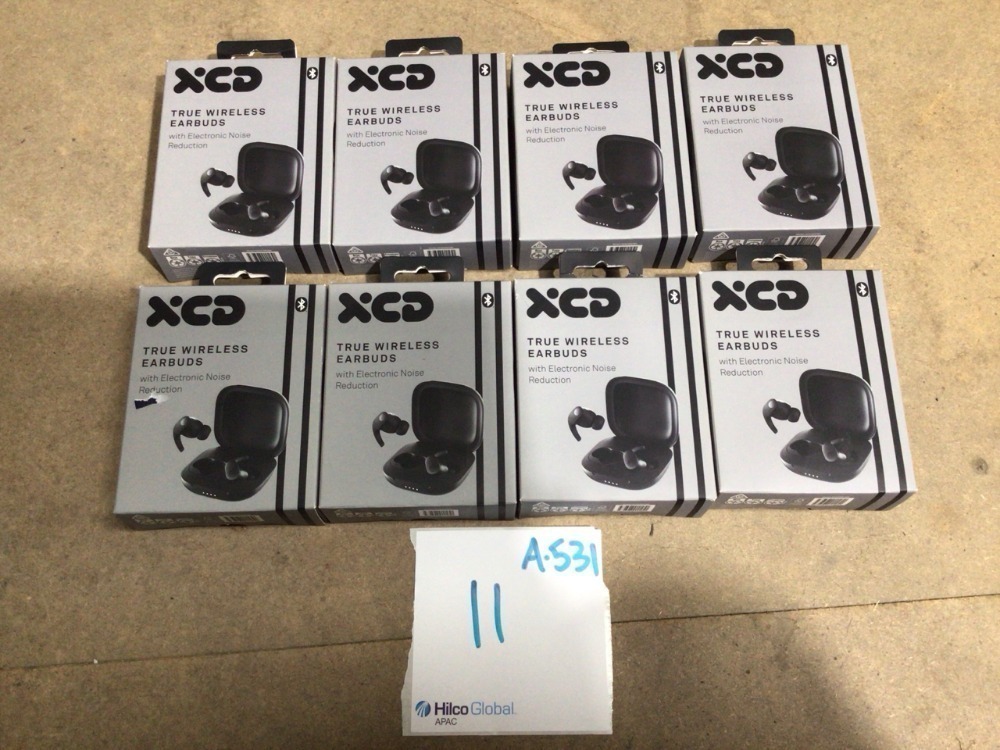 XCD
TRUE WIRELESS
EARBUDS
with Electronic Noise
Reduction
XCD
TRUE WIRELESS
EARBUDS
with Electronic Noise
Reduction
XCD
TRUE WIRELESS
EARBUDS
with Electronic Noise
Reduction
XCD
TRUE WIRELESS
EARBUDS
with Electronic Noise
Reduction
XCD
TRUE WIRELESS
EARBUDS
with Electronic Noise
Reduction
XCD
TRUE WIRELESS
EARBUDS
with Electronic Noise
Reduction
XCD
TRUE WIRELESS
EARBUDS
with Electronic Noise
Reduction
XCD
TRUE WIRELESS
EARBUDS
with Electronic Noise
Reduction
A-531
11
Hilco Global
APAC